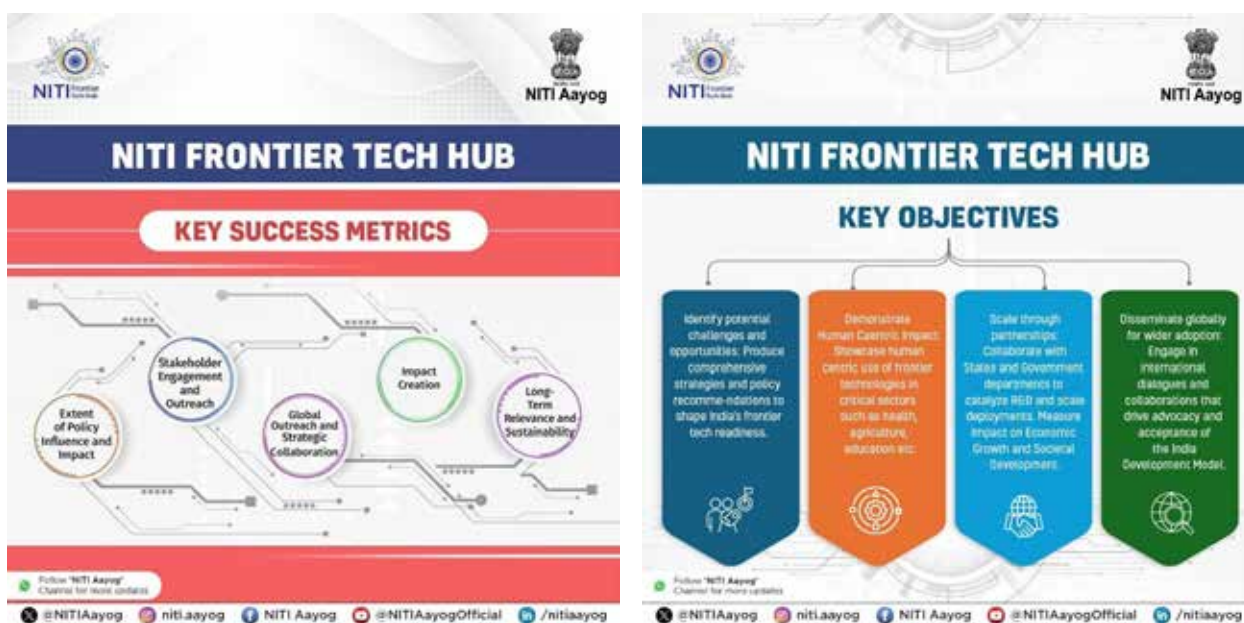 NITI Frontier
Tech Hub
NITI Aayog
NITI FRONTIER TECH HUB
KEY SUCCESS METRICS
Extent
of Policy
Influence and
Impact
Stakeholder
Engagement
and
Outreach
Global
Outreach and
Strategic
Collaboration
Impact
Creation
Long-
Term
Relevance and
Sustainability
Follow "NITI Aayog"
Channel for more updates
@NITIAayog niti.aayog NITI Aayog @NITIAayogOfficial /nitiaayog
NITI Frontier
Tech Hub
NITI Aayog
NITI FRONTIER TECH HUB
KEY OBJECTIVES
Identify potential
challenges and
opportunities: Produce
comprehensive
strategies and policy
recomme-ndations to
shape India's frontier
tech readiness.
Demonstrate
Human Caentric Impact:
Showcase human
centric use of frontier
technologies in
critical sectors
such as health,
agriculture,
education etc.
Scale through
partnerships:
Collaborate with
States and Government
departments to
catalyze R&D and scale
deployments. Measure
Impact on Economic
Growth and Societal
Development.
Disseminate globally
for wider adoption:
Engage in
international
dialogues and
collaborations that
drive advocacy and
acceptance of
the India
Development Model.
Follow "NITI Aayog"
Channel for more updates
@NITIAayog niti.aayog NITI Aayog @NITIAayogOfficial /nitiaayog